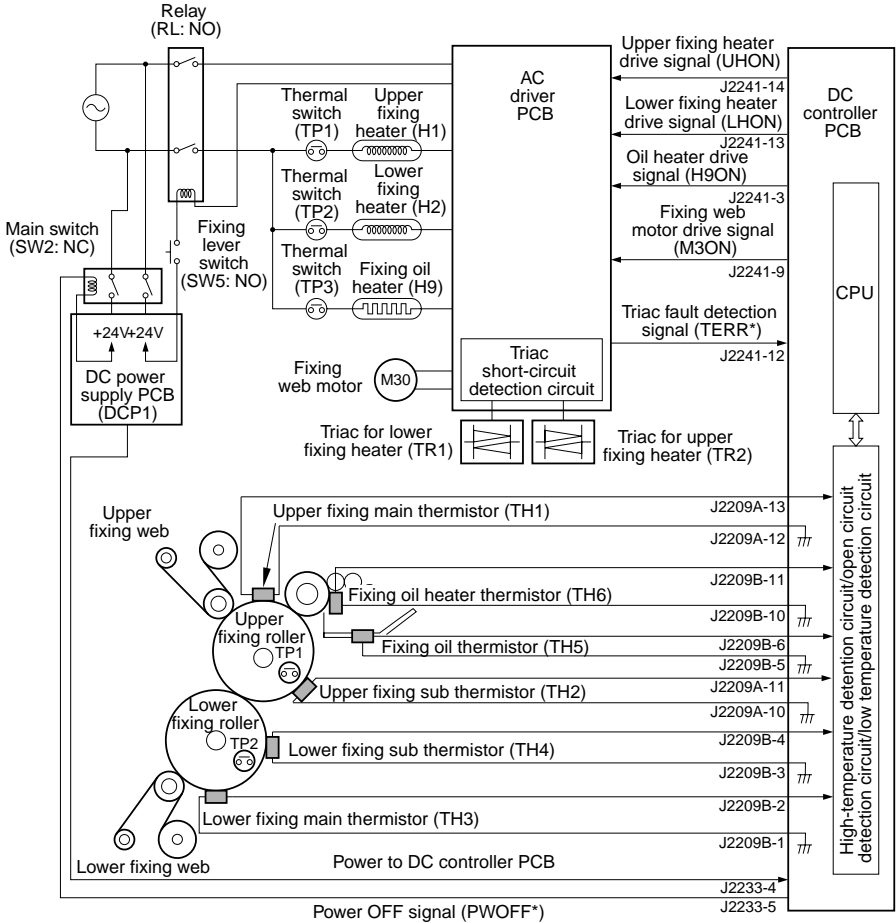 Relay
(RL: NO)
Upper fixing heater
drive signal (UHON)
J2241-14
AC
driver
PCB
DC
controller
PCB
Thermal
switch
(TP1)
Upper
fixing
heater (H1)
Lower fixing heater
drive signal (LHON)
J2241-13
Oil heater drive
signal (H9ON)
J2241-3
Thermal
switch
(TP2)
Lower
fixing
heater (H2)
Fixing web
motor drive signal
(M3ON)
J2241-9
Main switch
(SW2: NC)
Fixing
lever
switch
(SW5: NO)
Thermal
switch
(TP3)
Fixing oil
heater (H9)
CPU
Triac fault detection
signal (TERR*)
J2241-12
+24V
+24V
DC power
supply PCB
(DCP1)
Fixing
web motor
M30
Triac
short-circuit
detection circuit
Triac for lower
fixing heater (TR1)
Triac for upper
fixing heater (TR2)
Upper
fixing web
Upper fixing main thermistor (TH1)
J2209A-13
J2209A-12
J2209B-11
Fixing oil heater thermistor (TH6)
J2209B-10
Upper
fixing roller
TP1
Fixing oil thermistor (TH5)
J2209B-6
J2209B-5
Upper fixing sub thermistor (TH2)
J2209A-11
J2209A-10
Lower
fixing roller
TP2
Lower fixing sub thermistor (TH4)
J2209B-4
J2209B-3
J2209B-2
Lower fixing main thermistor (TH3)
J2209B-1
High-temperature detention circuit/open circuit
detection circuit/low temperature detection circuit
Lower fixing web
Power to DC controller PCB
J2233-4
J2233-5
Power OFF signal (PWOFF*)